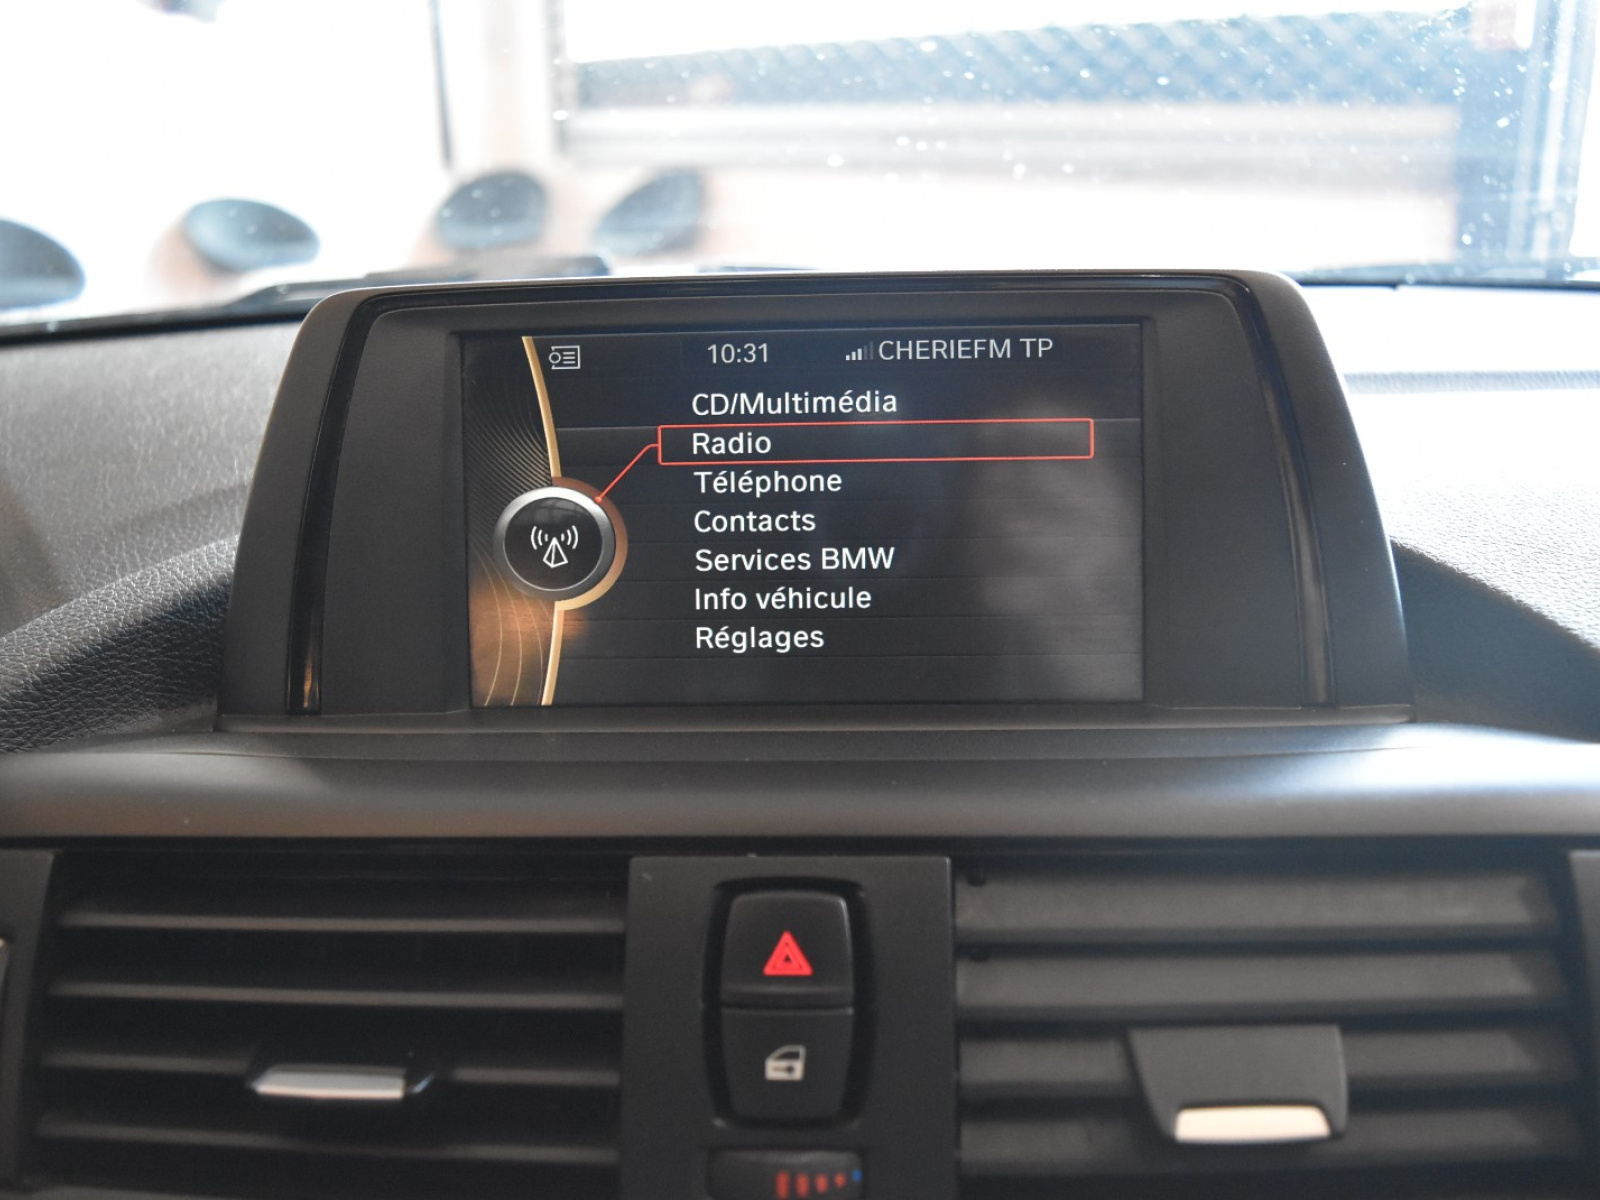 10:31 CHERIEFM TP
CD/Multimédia
Radio
Téléphone
Contacts
Services BMW
Info véhicule
Réglages